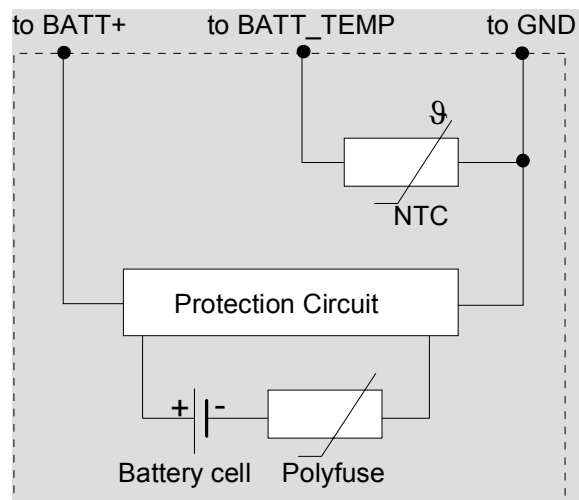 to BATT+ to BATT_TEMP to GND
ϑ
NTC
Protection Circuit
+ -
Battery cell Polyfuse